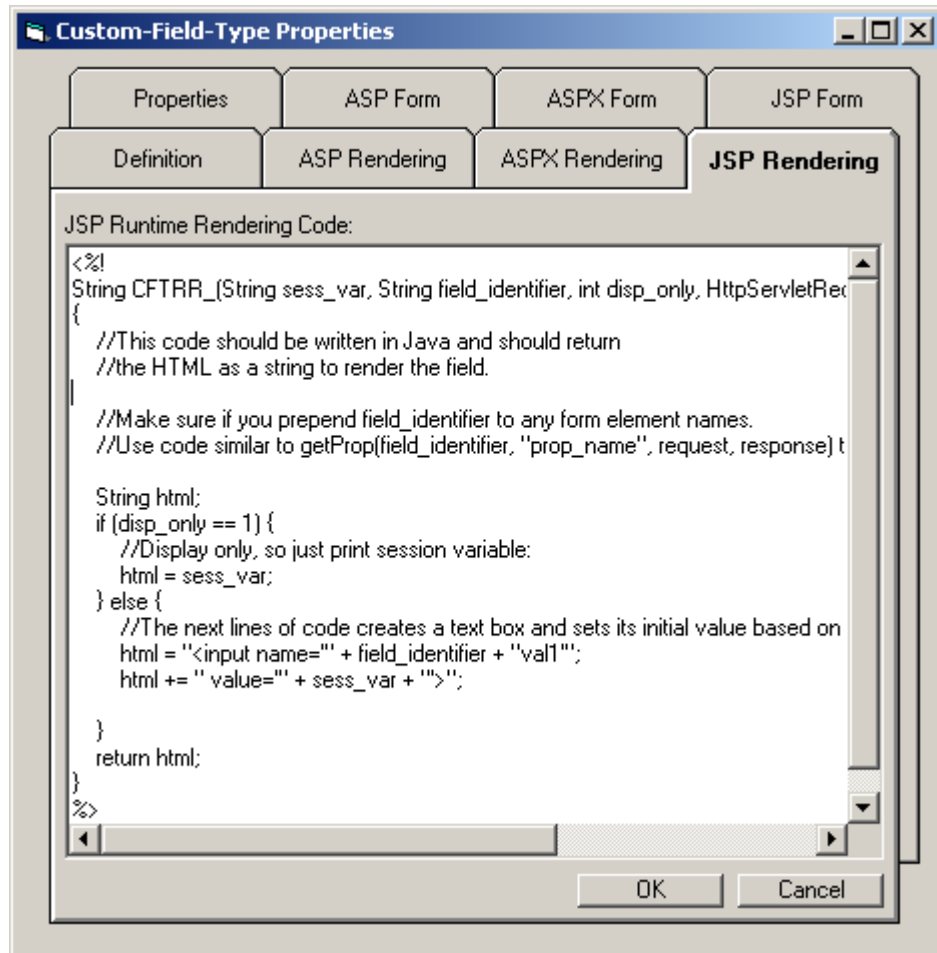 Custom-Field-Type Properties
Properties
ASP Form
ASPX Form
JSP Form
Definition
ASP Rendering
ASPX Rendering
JSP Rendering
JSP Runtime Rendering Code:
<%!
String CFTRR_(String sess_var, String field_identifier, int disp_only, HttpServletRec
{
//This code should be written in Java and should return
//the HTML as a string to render the field.
//Make sure if you prepend field_identifier to any form element names.
//Use code similar to getProp(field_identifier, "prop_name", request, response) t
String html;
if (disp_only == 1) {
//Display only, so just print session variable:
html = sess_var;
} else {
//The next lines of code creates a text box and sets its initial value based on
html = "<input name='" + field_identifier + "val1'";
html += " value='" + sess_var + "'>";
}
return html;
}
%>
OK
Cancel